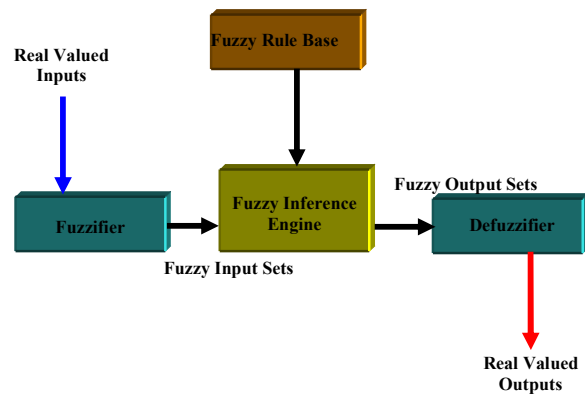 Fuzzy Rule Base
Real Valued
Inputs
Fuzzy Output Sets
Fuzzy Inference
Engine
Fuzzifier
Defuzzifier
Fuzzy Input Sets
Real Valued
Outputs